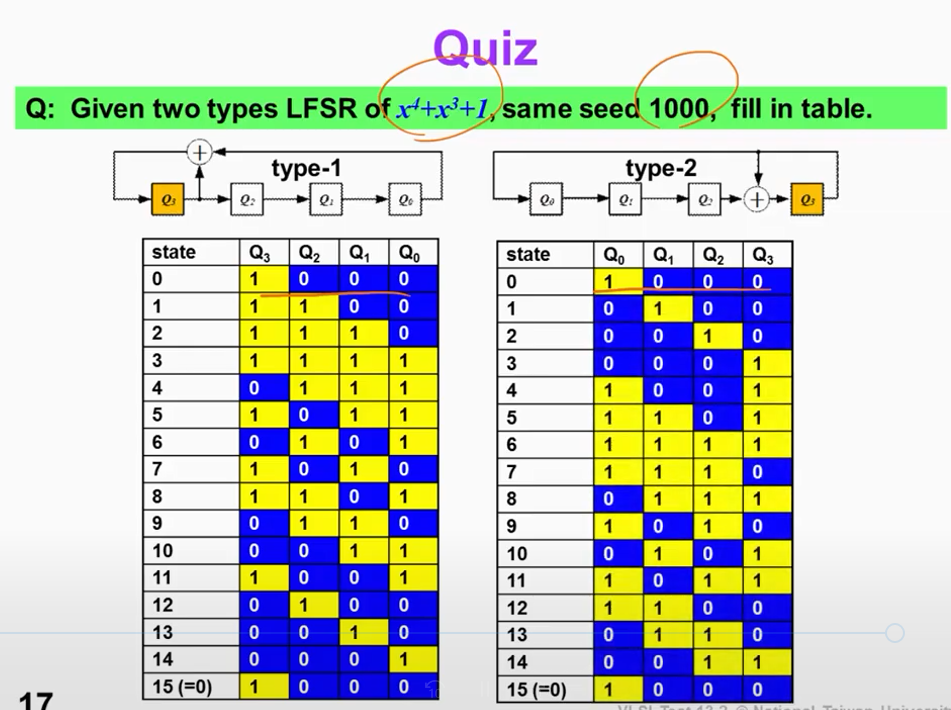 Quiz
Q: Given two types LFSR of x⁴+x³+1, same seed 1000, fill in table.
+ type-1
Q₃ Q₂ Q₁ Q₀
type-2
Q₀ Q₁ Q₂ + Q₃
state Q₃ Q₂ Q₁ Q₀
0 1 0 0 0
1 1 1 0 0
2 1 1 1 0
3 1 1 1 1
4 0 1 1 1
5 1 0 1 1
6 0 1 0 1
7 1 0 1 0
8 1 1 0 1
9 0 1 1 0
10 0 0 1 1
11 1 0 0 1
12 0 1 0 0
13 0 0 1 0
14 0 0 0 1
15 (=0) 1 0 0 0
state Q₀ Q₁ Q₂ Q₃
0 1 0 0 0
1 0 1 0 0
2 0 0 1 0
3 0 0 0 1
4 1 0 0 1
5 1 1 0 1
6 1 1 1 1
7 1 1 1 0
8 0 1 1 1
9 1 0 1 0
10 0 1 0 1
11 1 0 1 1
12 1 1 0 0
13 0 1 1 0
14 0 0 1 1
15 (=0) 1 0 0 0
17